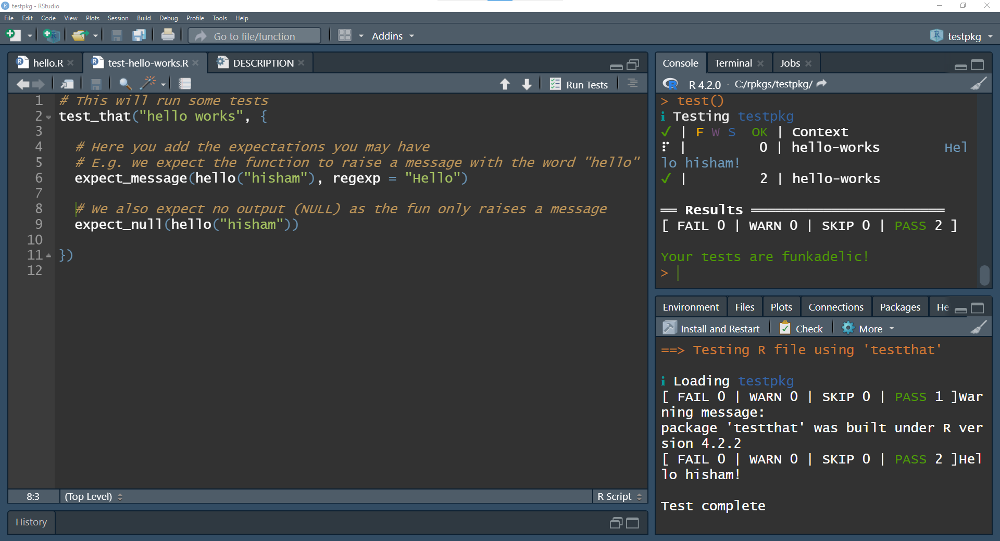 testpkg - RStudio
File Edit Code View Plots Session Build Debug Profile Tools Help
Go to file/function Addins testpkg
hello.R test-hello-works.R DESCRIPTION
Run Tests
1 # This will run some tests
2 test_that("hello works", {
3
4 # Here you add the expectations you may have
5 # E.g. we expect the function to raise a message with the word "hello"
6 expect_message(hello("hisham"), regexp = "Hello")
7
8 # We also expect no output (NULL) as the fun only raises a message
9 expect_null(hello("hisham"))
10
11 })
12
8:3 (Top Level) R Script
History
Console Terminal Jobs
R 4.2.0 · C:/rpkgs/testpkg/
> test()
i Testing testpkg
✓ | F W S OK | Context
⠏ | 0 | hello-works Hel
lo hisham!
✓ | 2 | hello-works
══ Results ════════════════════════
[ FAIL 0 | WARN 0 | SKIP 0 | PASS 2 ]
Your tests are funkadelic!
>
Environment Files Plots Connections Packages He
Install and Restart Check More
==> Testing R file using 'testthat'
i Loading testpkg
[ FAIL 0 | WARN 0 | SKIP 0 | PASS 1 ]War
ning message:
package 'testthat' was built under R ver
sion 4.2.2
[ FAIL 0 | WARN 0 | SKIP 0 | PASS 2 ]Hel
lo hisham!
Test complete